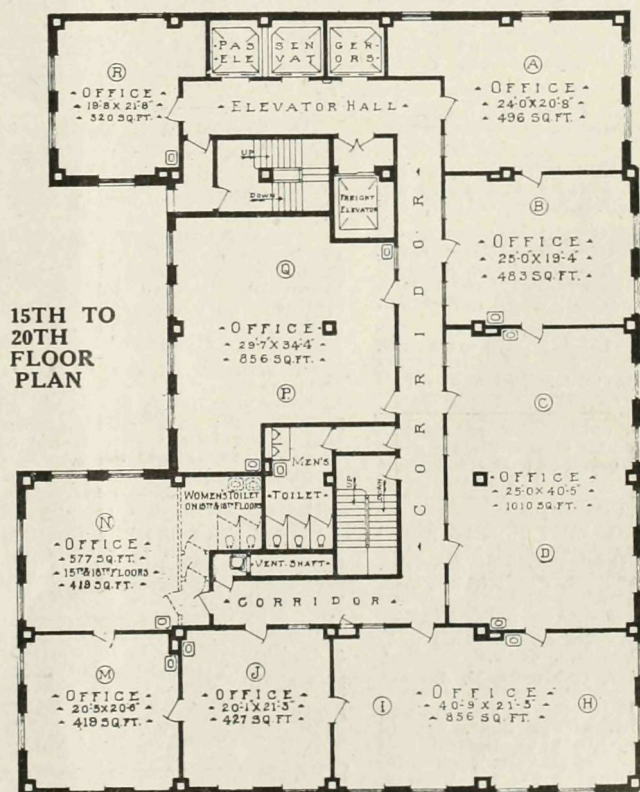 15TH TO
20TH
FLOOR
PLAN
PAS SEN GER
ELE VAT ORS
R
OFFICE
19'-8 X 21'-8"
320 SQ.FT.
ELEVATOR HALL
A
OFFICE
24'-0 X 20'-8"
496 SQ.FT.
UP
DOWN
FREIGHT
ELEVATOR
B
OFFICE
25'-0 X 19'-4"
483 SQ.FT.
Q
OFFICE
29'-7 X 34'-4"
856 SQ.FT.
P
CORRIDOR
C
OFFICE
25'-0 X 40'-5"
1010 SQ.FT.
D
MEN'S
TOILET
WOMEN'S TOILET
ON 15TH & 18TH FLOORS
UP
DOWN
N
OFFICE
577 SQ.FT.
15TH & 18TH FLOORS
419 SQ.FT.
VENT. SHAFT
CORRIDOR
M
OFFICE
20'-5 X 20'-6"
419 SQ.FT.
J
OFFICE
20'-1 X 21'-3"
427 SQ.FT.
I
OFFICE
40'-9 X 21'-3"
856 SQ.FT.
H